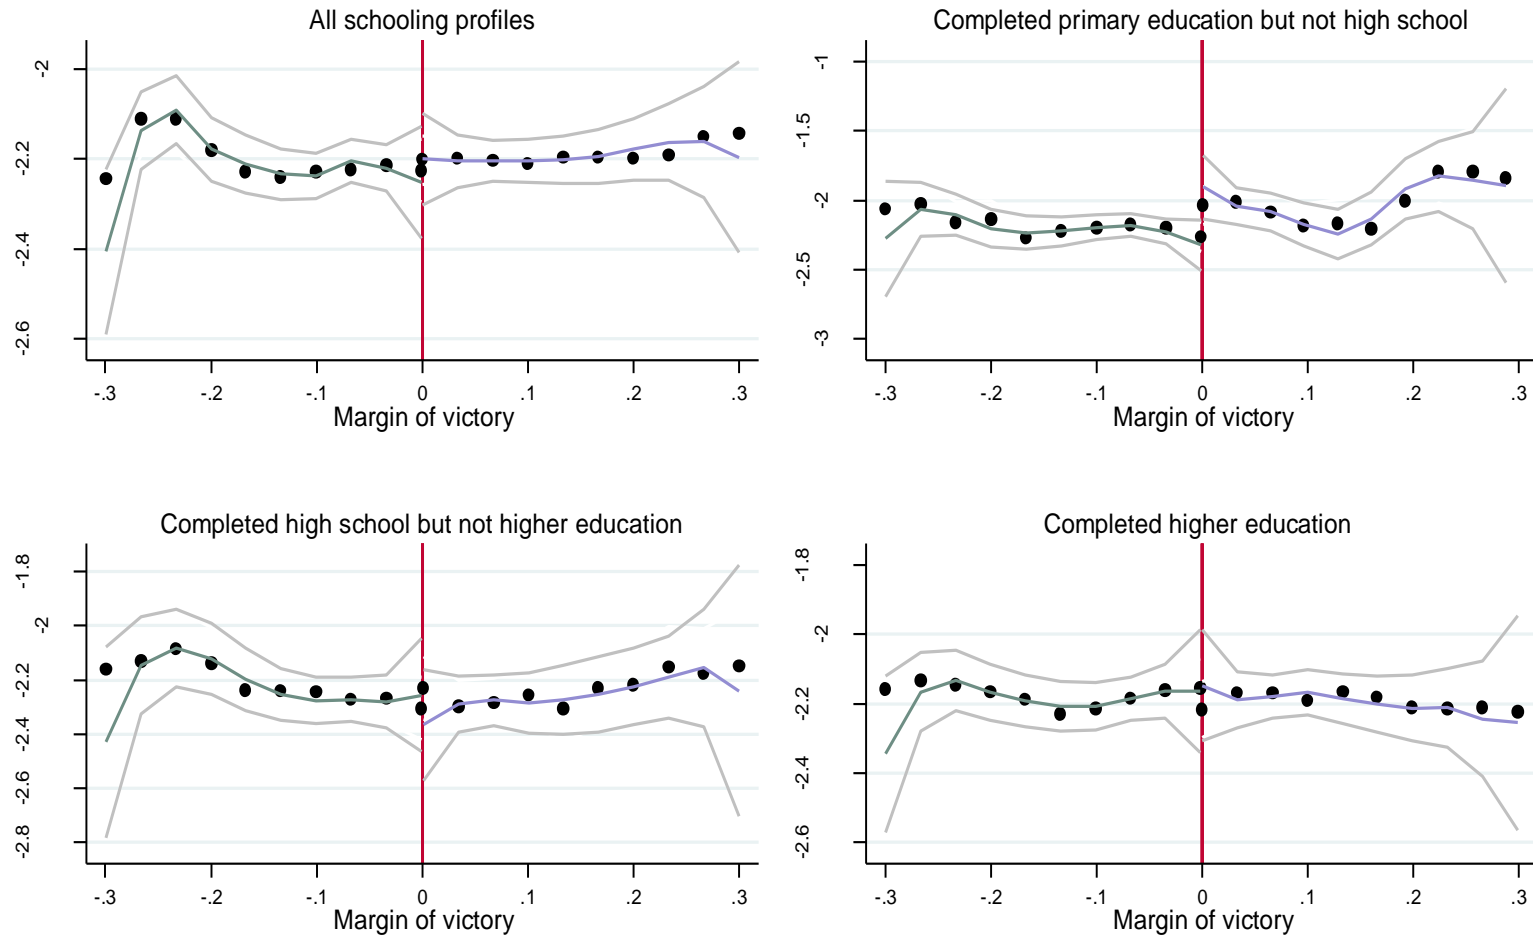 All schooling profiles
-2
-2.2
-2.4
-2.6
-.3 -.2 -.1 0 .1 .2 .3
Margin of victory
Completed primary education but not high school
-1
-1.5
-2
-2.5
-3
-.3 -.2 -.1 0 .1 .2 .3
Margin of victory
Completed high school but not higher education
-1.8
-2
-2.2
-2.4
-2.6
-2.8
-.3 -.2 -.1 0 .1 .2 .3
Margin of victory
Completed higher education
-1.8
-2
-2.2
-2.4
-2.6
-.3 -.2 -.1 0 .1 .2 .3
Margin of victory